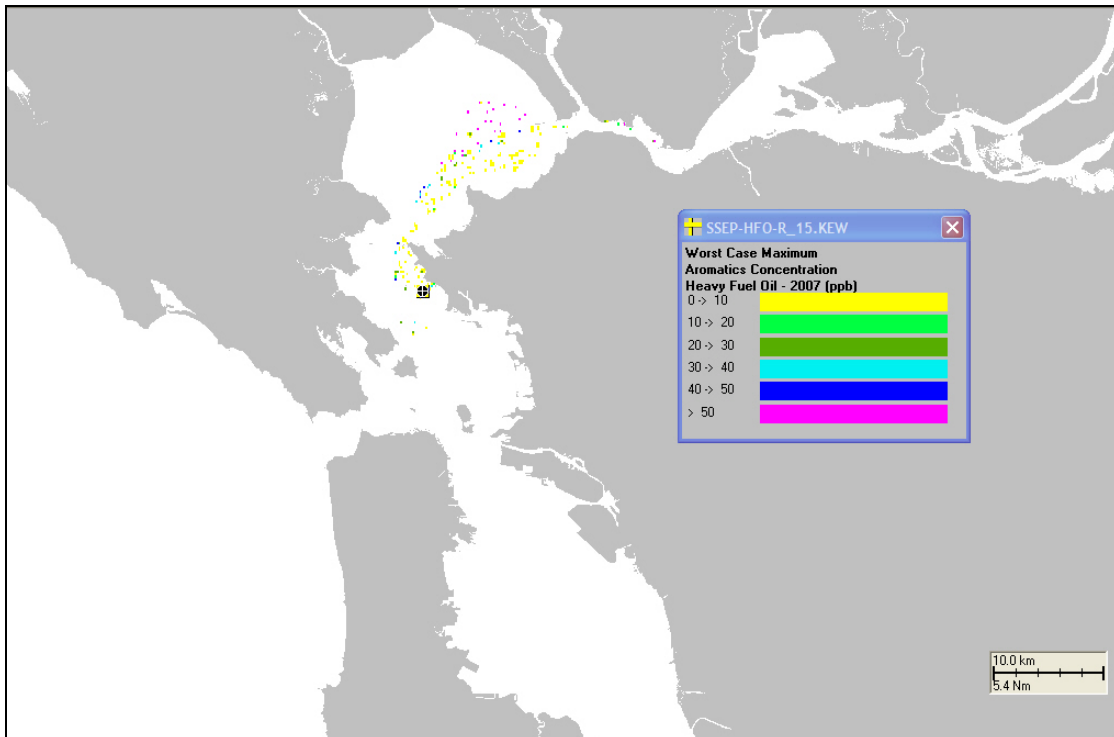 SSEP-HFO-R_15.KEW
Worst Case Maximum
Aromatics Concentration
Heavy Fuel Oil - 2007 (ppb)
0 -> 10
10 -> 20
20 -> 30
30 -> 40
40 -> 50
> 50
10.0 km
5.4 Nm